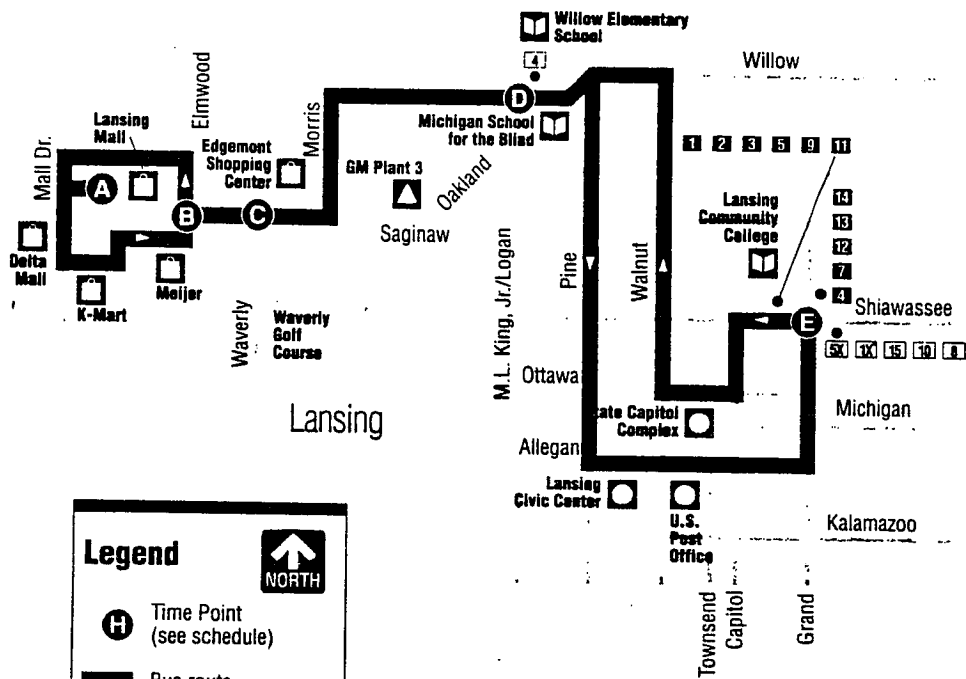 Willow Elementary
School
4
Willow
D
Michigan School
for the Blind
Elmwood
Morris
Lansing
Mall
Mall Dr.
Edgemont
Shopping
Center
GM Plant 3
Oakland
Saginaw
A
B
C
Delta
Mall
K-Mart
Meijer
Waverly
Waverly
Golf
Course
Lansing
M.L. King, Jr./Logan
Pine
Walnut
1 2 3 5 9 11
14
13
12
7
4
Lansing
Community
College
E
Shiawassee
5X 1X 15 10 8
Ottawa
Michigan
tate Capitol
Complex
Allegan
Lansing
Civic Center
U.S.
Post
Office
Kalamazoo
Townsend
Capitol
Grand
Legend
NORTH
H
Time Point
(see schedule)
Bus route